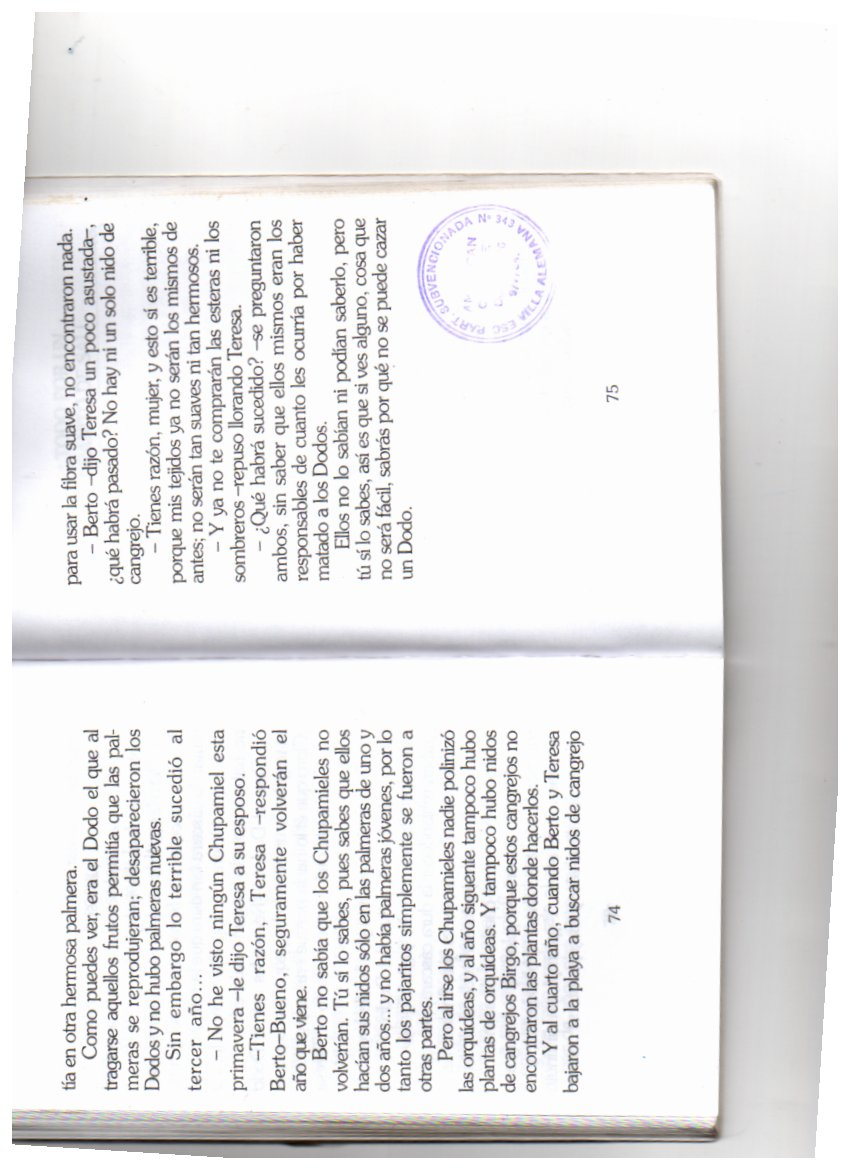 tía en otra hermosa palmera.
Como puedes ver, era el Dodo el que al
tragarse aquellos frutos permitía que las pal-
meras se reprodujeran; desaparecieron los
Dodos y no hubo palmeras nuevas.
Sin embargo lo terrible sucedió al
tercer año...
– No he visto ningún Chupamiel esta
primavera –le dijo Teresa a su esposo.
–Tienes razón, Teresa –respondió
Berto–Bueno, seguramente volverán el
año que viene.
Berto no sabía que los Chupamieles no
volverían. Tú sí lo sabes, pues sabes que ellos
hacían sus nidos sólo en las palmeras de uno y
dos años... y no había palmeras jóvenes, por lo
tanto los pajaritos simplemente se fueron a
otras partes.
Pero al irse los Chupamieles nadie polinizó
las orquídeas, y al año siguiente tampoco hubo
plantas de orquídeas. Y tampoco hubo nidos
de cangrejos Birgo, porque estos cangrejos no
encontraron las plantas donde hacerlos.
Y al cuarto año, cuando Berto y Teresa
bajaron a la playa a buscar nidos de cangrejo
74
para usar la fibra suave, no encontraron nada.
– Berto –dijo Teresa un poco asustada–,
¿qué habrá pasado? No hay ni un solo nido de
cangrejo.
– Tienes razón, mujer, y esto sí es terrible,
porque mis tejidos ya no serán los mismos de
antes; no serán tan suaves ni tan hermosos.
– Y ya no te comprarán las esteras ni los
sombreros –repuso llorando Teresa.
– ¿Qué habrá sucedido? –se preguntaron
ambos, sin saber que ellos mismos eran los
responsables de cuanto les ocurría por haber
matado a los Dodos.
Ellos no lo sabían ni podían saberlo, pero
tú sí lo sabes, así es que si ves alguno, cosa que
no será fácil, sabrás por qué no se puede cazar
un Dodo.
ESC. PART. SUBVENCIONADA Nº 343
VILLA ALEMANA
75